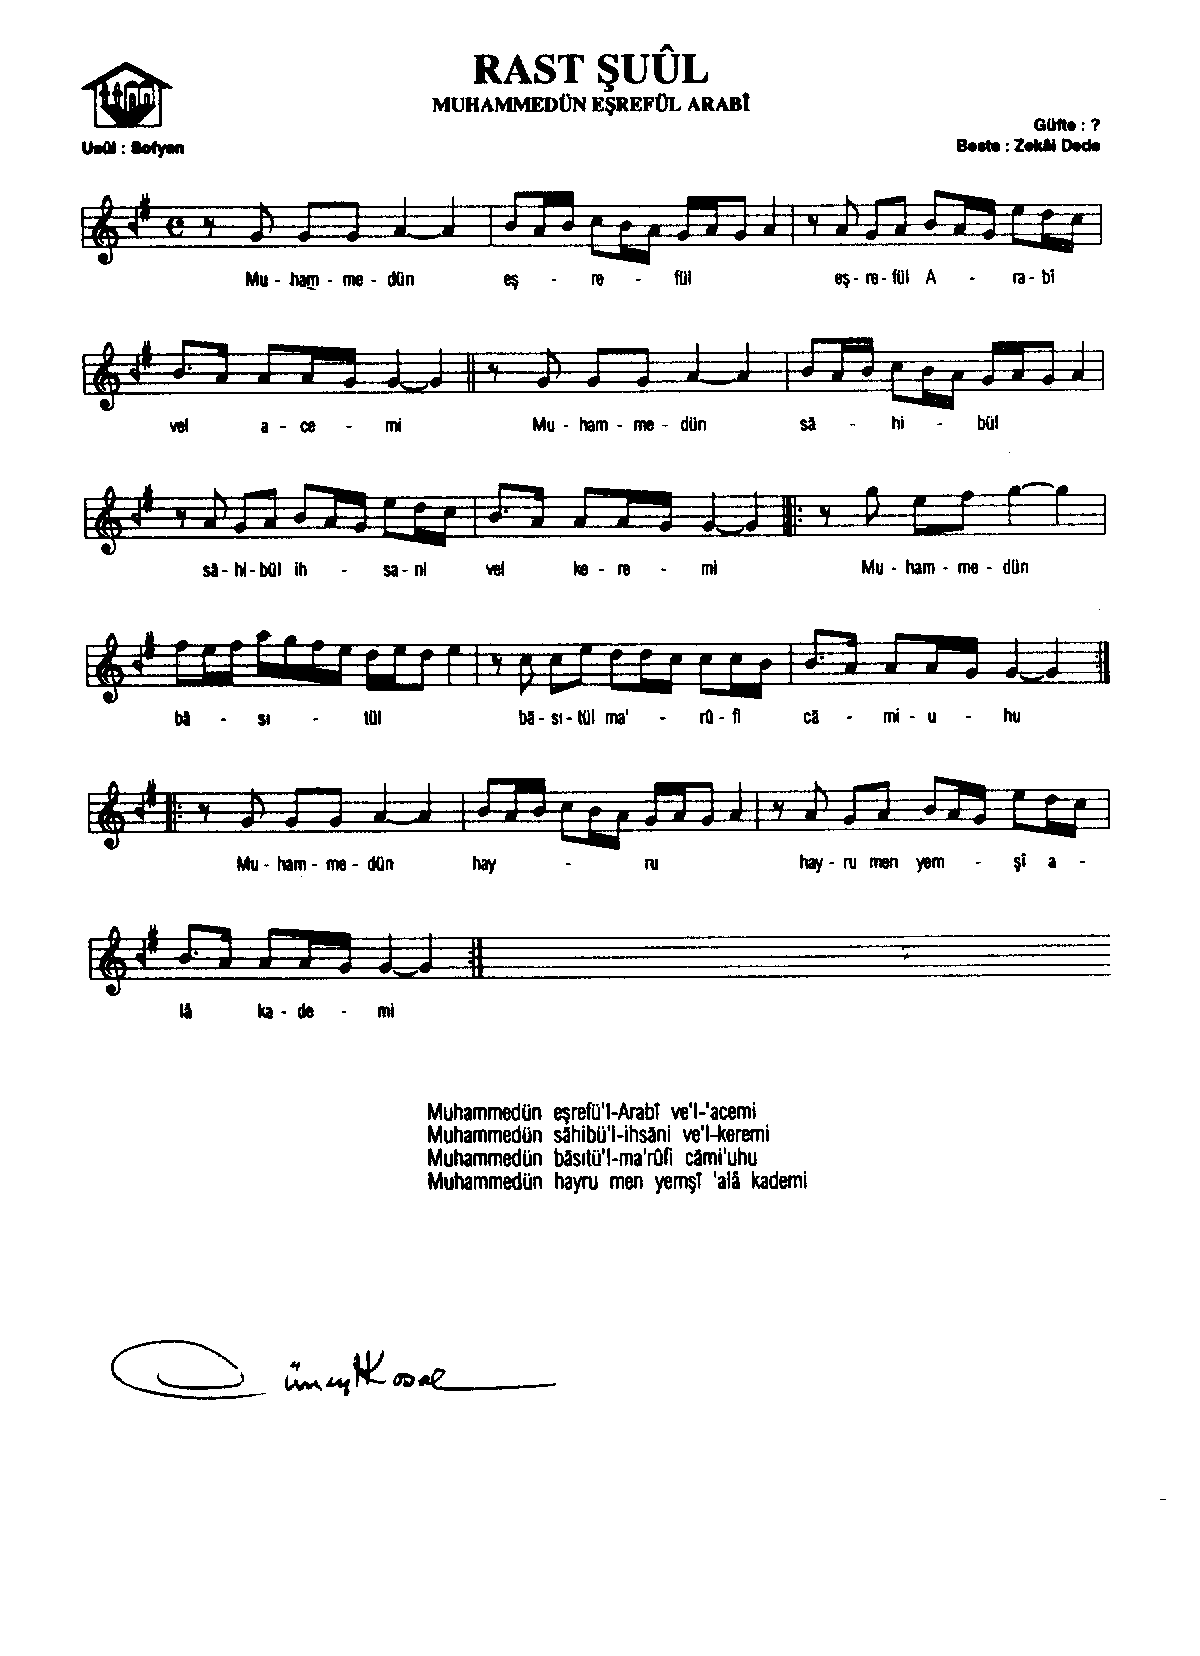 RAST ŞUÛL
MUHAMMEDÜN EŞREFÜL ARABÎ
Güfte : ?
Usûl : Sofyan
Beste : Zekâi Dede
Mu - ham - me - dün eş - re - fül eş - re - fül A - ra - bî
vel a - ce - mi Mu - ham - me - dün sâ - hi - bül
sâ - hi - bül ih - sa - ni vel ke - re - mi Mu - ham - me - dün
bâ - sı - tül bâ - sı - tül ma' - rû - fi câ - mi - u - hu
Mu - ham - me - dün hay - ru hay - ru men yem - şî a -
lâ ka - de - mi
Muhammedün eşrefü'l-Arabî ve'l-'acemi
Muhammedün sâhibü'l-ihsâni ve'l-keremi
Muhammedün bâsıtü'l-ma'rûfi câmi'uhu
Muhammedün hayru men yemşî 'alâ kademi
Cüneyt Kosal